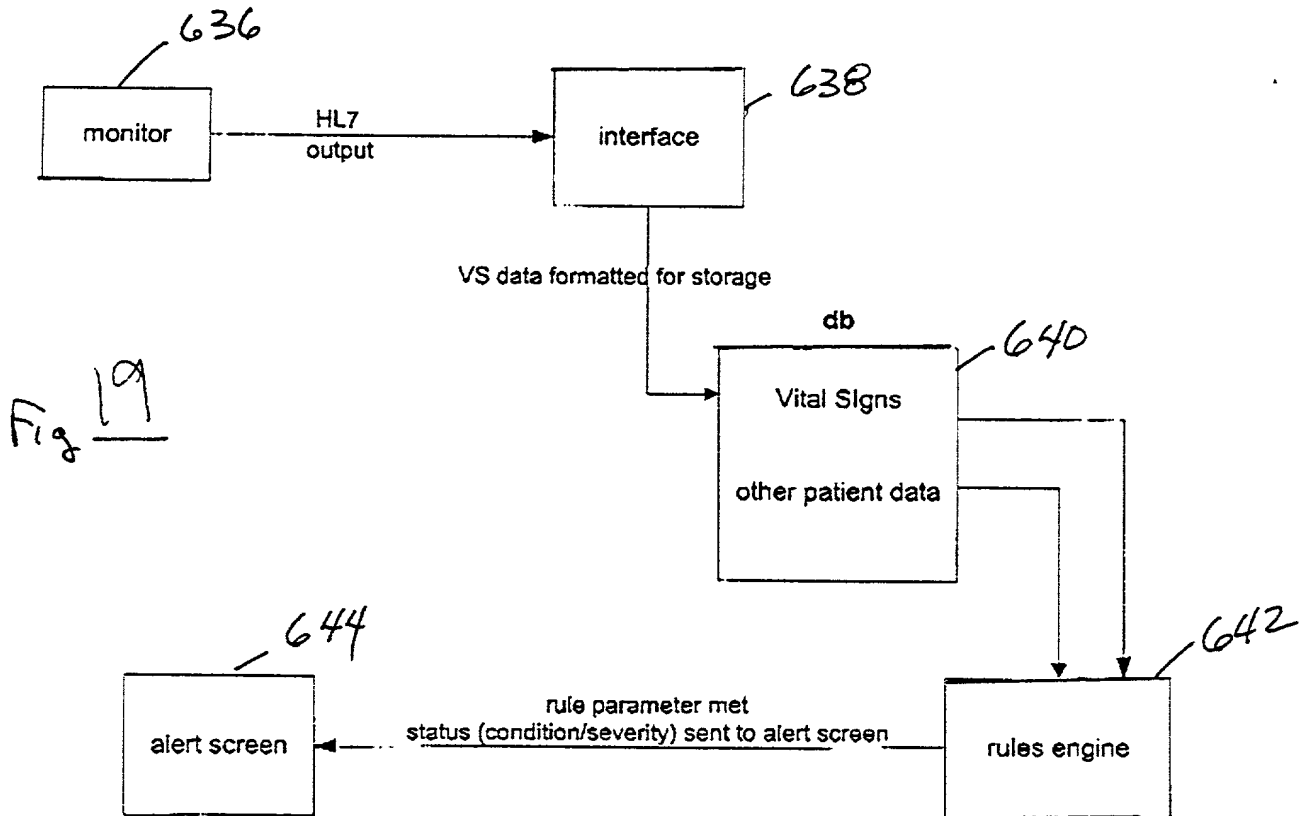 636
monitor
HL7
output
interface
638
VS data formatted for storage
db
640
Vital SIgns
other patient data
Fig 19
644
alert screen
rule parameter met
status (condition/severity) sent to alert screen
642
rules engine